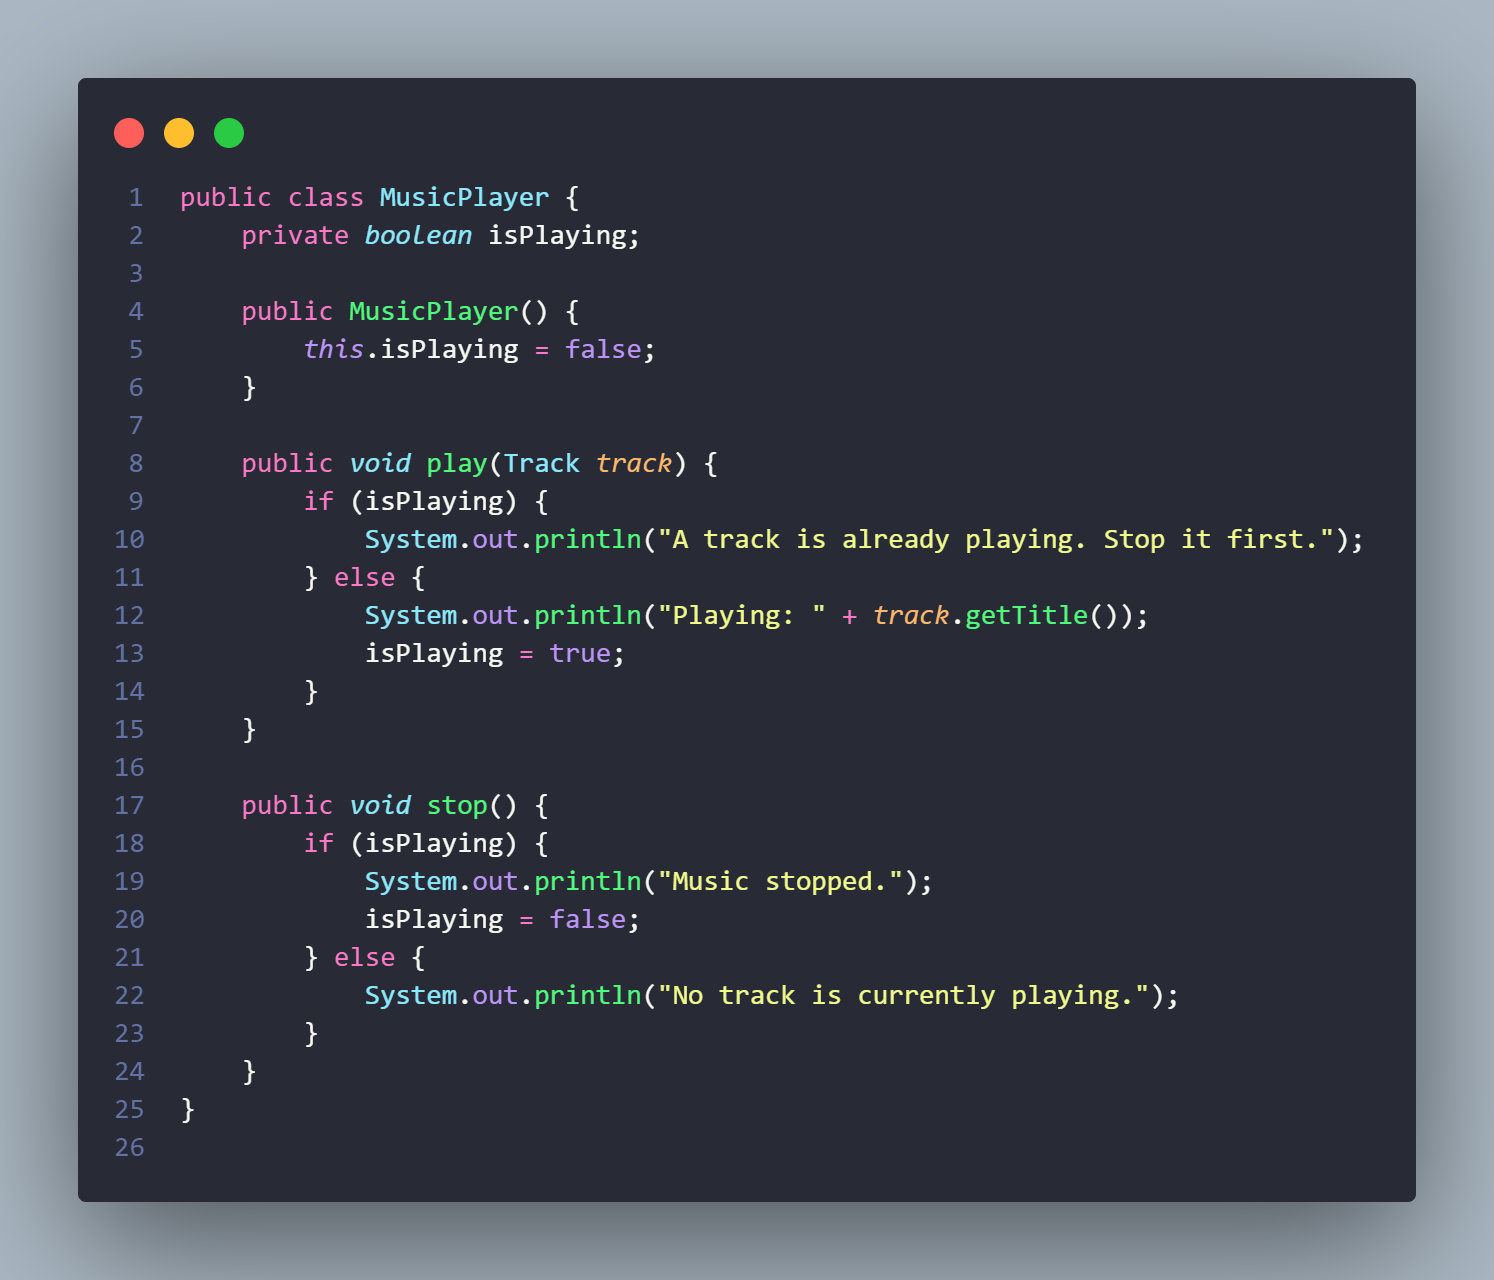 1 public class MusicPlayer {
2     private boolean isPlaying;
3
4     public MusicPlayer() {
5         this.isPlaying = false;
6     }
7
8     public void play(Track track) {
9         if (isPlaying) {
10             System.out.println("A track is already playing. Stop it first.");
11         } else {
12             System.out.println("Playing: " + track.getTitle());
13             isPlaying = true;
14         }
15     }
16
17     public void stop() {
18         if (isPlaying) {
19             System.out.println("Music stopped.");
20             isPlaying = false;
21         } else {
22             System.out.println("No track is currently playing.");
23         }
24     }
25 }
26